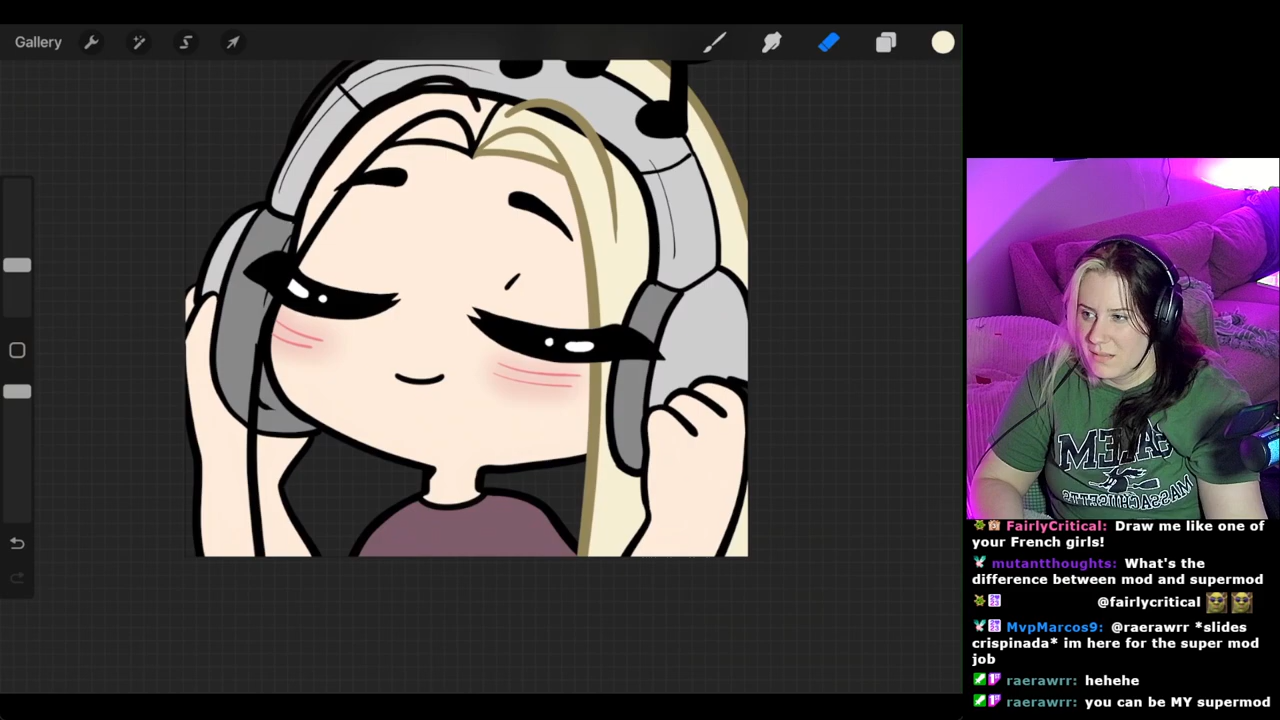 Gallery
SALEM
MASSACHUSETTS
FairlyCritical: Draw me like one of
your French girls!
mutantthoughts: What's the
difference between mod and supermod
@fairlycritical
MvpMarcos9: @raerawrr *slides
crispinada* im here for the super mod
job
raerawrr: hehehe
raerawrr: you can be MY supermod